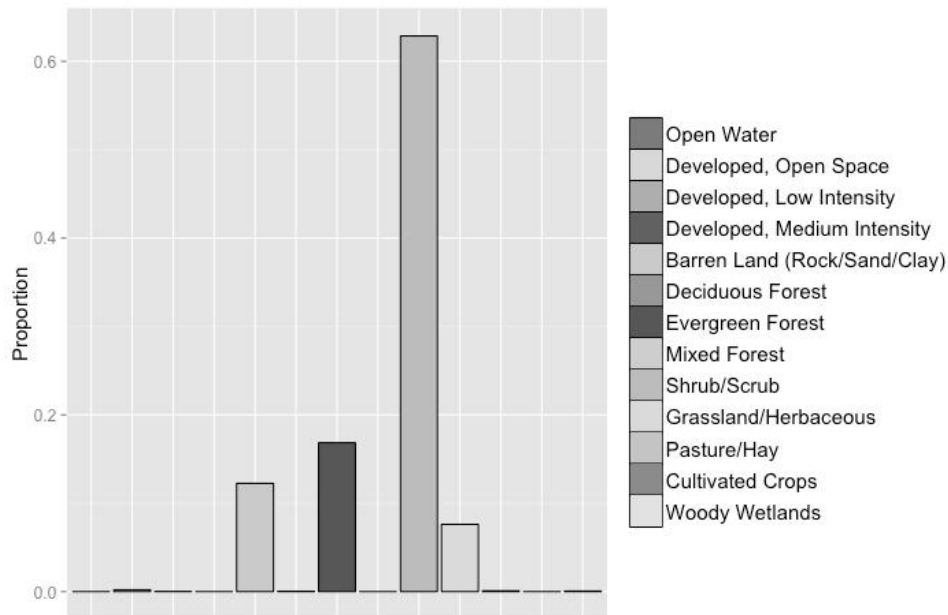 0.6
0.4
0.2
0.0
Proportion
Open Water
Developed, Open Space
Developed, Low Intensity
Developed, Medium Intensity
Barren Land (Rock/Sand/Clay)
Deciduous Forest
Evergreen Forest
Mixed Forest
Shrub/Scrub
Grassland/Herbaceous
Pasture/Hay
Cultivated Crops
Woody Wetlands